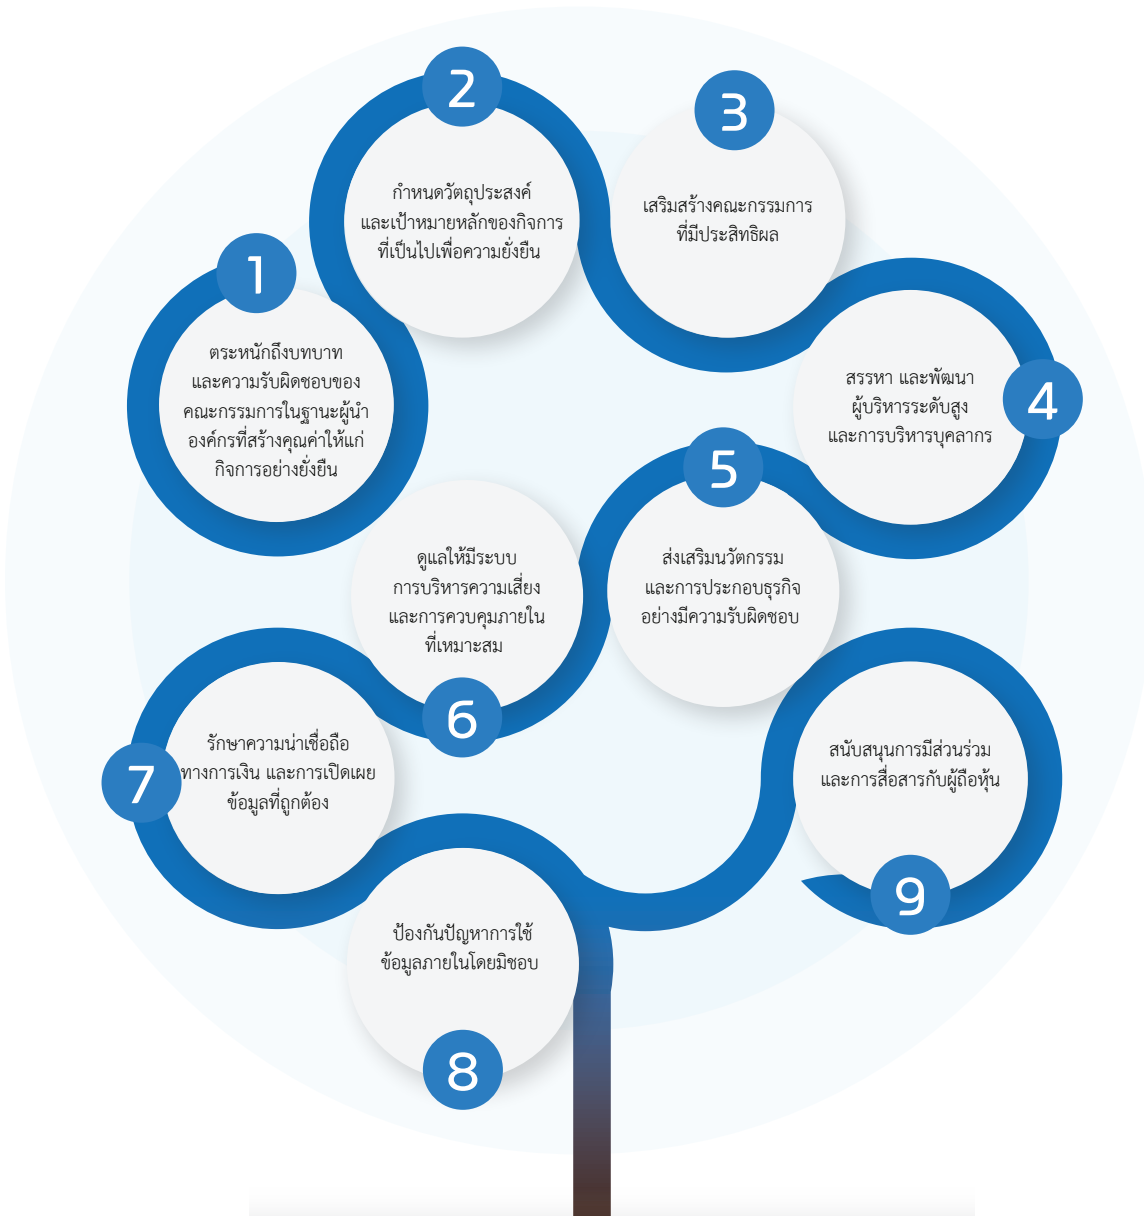 1
ตระหนักถึงบทบาท
และความรับผิดชอบของ
คณะกรรมการในฐานะผู้นำ
องค์กรที่สร้างคุณค่าให้แก่
กิจการอย่างยั่งยืน
2
กำหนดวัตถุประสงค์
และเป้าหมายหลักของกิจการ
ที่เป็นไปเพื่อความยั่งยืน
3
เสริมสร้างคณะกรรมการ
ที่มีประสิทธิผล
4
สรรหา และพัฒนา
ผู้บริหารระดับสูง
และการบริหารบุคลากร
5
ส่งเสริมนวัตกรรม
และการประกอบธุรกิจ
อย่างมีความรับผิดชอบ
6
ดูแลให้มีระบบ
การบริหารความเสี่ยง
และการควบคุมภายใน
ที่เหมาะสม
7
รักษาความน่าเชื่อถือ
ทางการเงิน และการเปิดเผย
ข้อมูลที่ถูกต้อง
8
ป้องกันปัญหาการใช้
ข้อมูลภายในโดยมิชอบ
9
สนับสนุนการมีส่วนร่วม
และการสื่อสารกับผู้ถือหุ้น